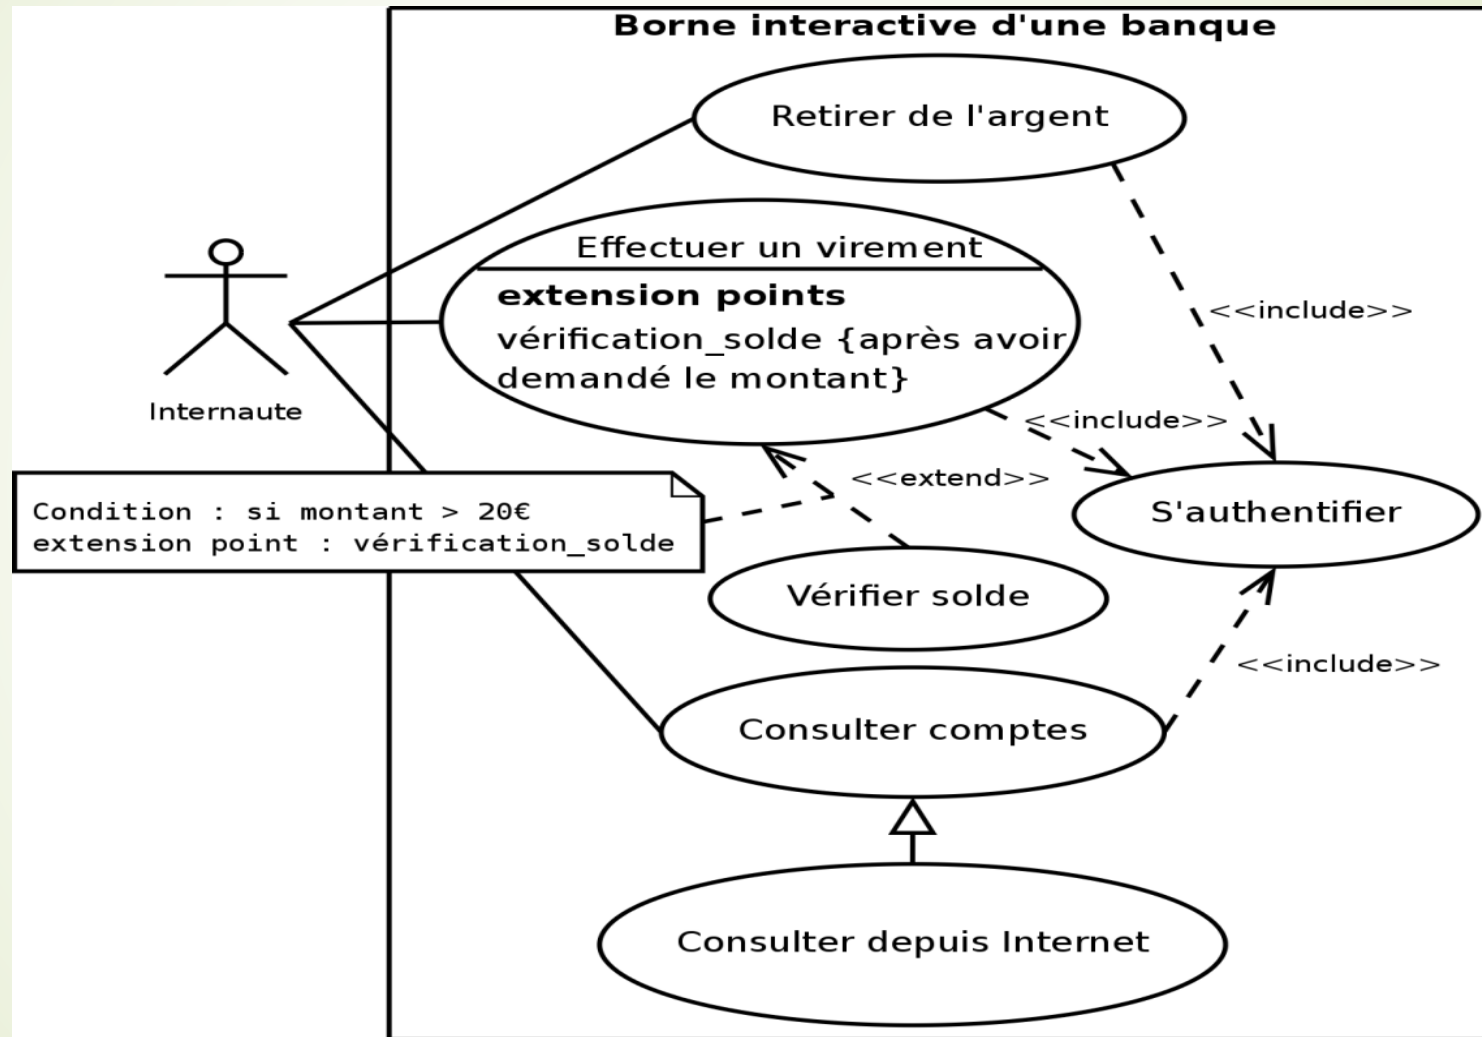 Borne interactive d'une banque
Retirer de l'argent
Effectuer un virement
extension points
vérification_solde {après avoir
demandé le montant}
<<include>>
Internaute
<<include>>
<<extend>>
Condition : si montant > 20€
extension point : vérification_solde
S'authentifier
Vérifier solde
<<include>>
Consulter comptes
Consulter depuis Internet